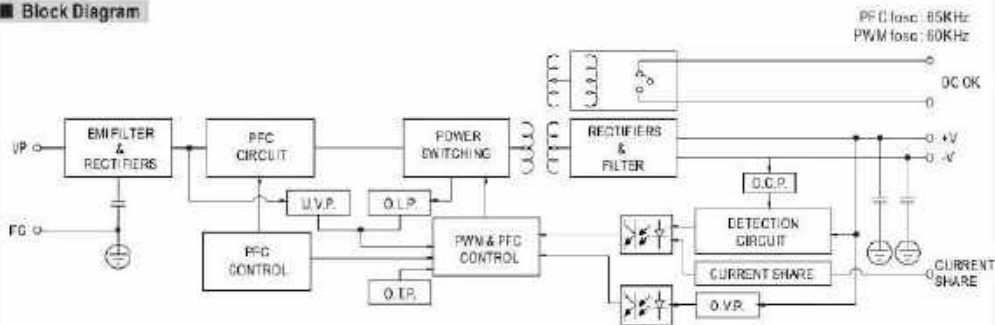 Block Diagram
PFC fosc : 65KHz
PWM fosc : 60KHz
DC OK
I/P
EMI FILTER
&
RECTIFIERS
PFC
CIRCUIT
POWER
SWITCHING
RECTIFIERS
&
FILTER
+V
-V
O.C.P.
U.V.P.
O.L.P.
FG
PFC
CONTROL
PWM & PFC
CONTROL
DETECTION
CIRCUIT
CURRENT SHARE
CURRENT
SHARE
O.T.P.
O.V.P.